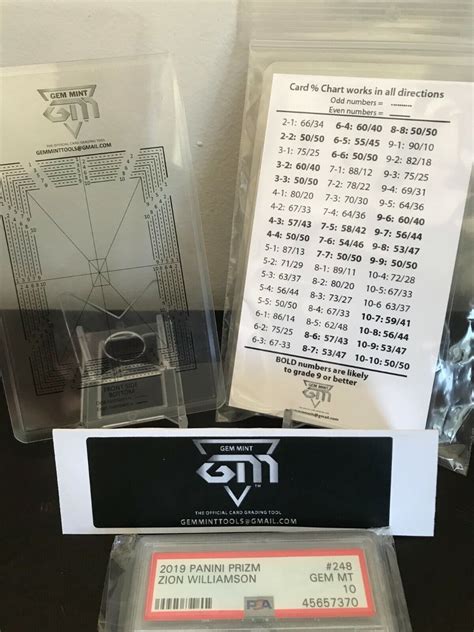 GEM MINT
GM
THE OFFICIAL CARD GRADING TOOL
GEMMINTTOOLS@GMAIL.COM
FRONT SIDE
BOTTOM
Card % Chart works in all directions
Odd numbers =
Even numbers =
2-1: 66/34 6-4: 60/40 8-8: 50/50
2-2: 50/50 6-5: 55/45 9-1: 90/10
3-1: 75/25 6-6: 50/50 9-2: 82/18
3-2: 60/40 7-1: 88/12 9-3: 75/25
3-3: 50/50 7-2: 78/22 9-4: 69/31
4-1: 80/20 7-3: 70/30 9-5: 64/36
4-2: 67/33 7-4: 64/36 9-6: 60/40
4-3: 57/43 7-5: 58/42 9-7: 56/44
4-4: 50/50 7-6: 54/46 9-8: 53/47
5-1: 87/13 7-7: 50/50 9-9: 50/50
5-2: 71/29 8-1: 89/11 10-4: 72/28
5-3: 63/37 8-2: 80/20 10-5: 67/33
5-4: 56/44 8-3: 73/27 10-6: 63/37
5-5: 50/50 8-4: 67/33 10-7: 59/41
6-1: 86/14 8-5: 62/38 10-8: 56/44
6-2: 75/25 8-6: 58/42 10-9: 53/47
6-3: 67/33 8-7: 53/47 10-10: 50/50
BOLD numbers are likely
to grade 9 or better
GEM MINT
GM
GEM MINT
GM
THE OFFICIAL CARD GRADING TOOL
GEMMINTTOOLS@GMAIL.COM
2019 PANINI PRIZM #248
ZION WILLIAMSON GEM MT
10
PSA 45657370